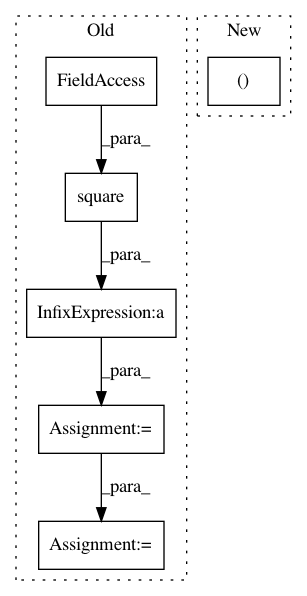 Old
New
FieldAccess
()
_para_
square
_para_
InfixExpression:a
_para_
Assignment:=
_para_
Assignment:=